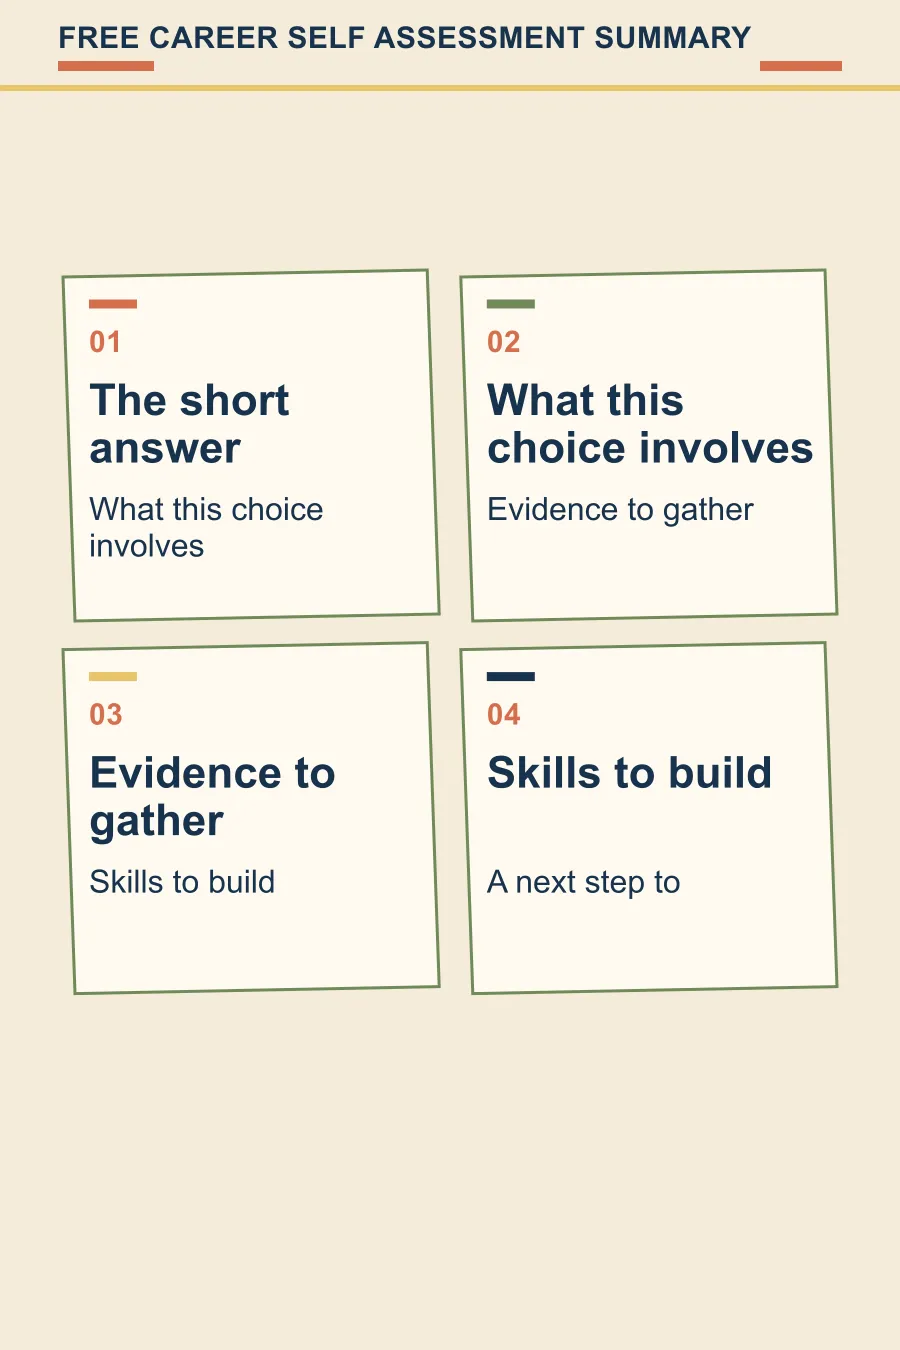 FREE CAREER SELF ASSESSMENT SUMMARY
01
The short
answer
What this choice
involves
02
What this
choice involves
Evidence to gather
03
Evidence to
gather
Skills to build
04
Skills to build
A next step to